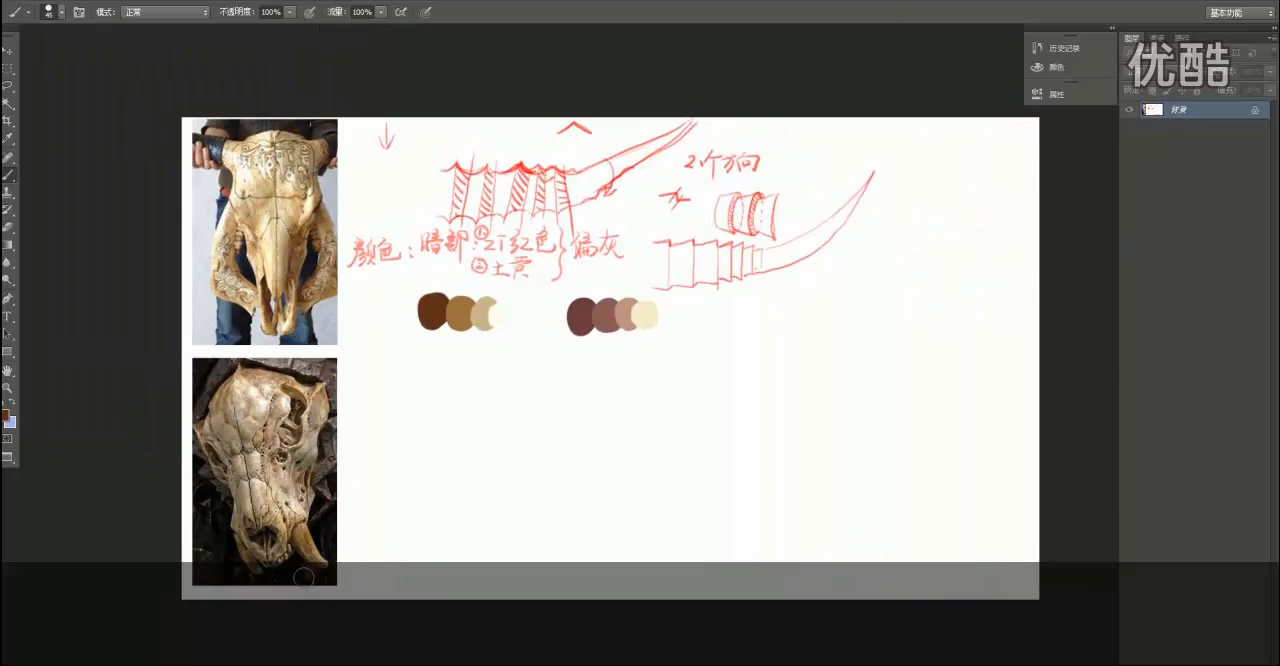 45 模式: 正常 不透明度: 100% 流量: 100% 基本功能
历史记录
颜色
属性
优酷
背景
2个方向
颜色: 暗部: ①红色
②土黄
偏灰